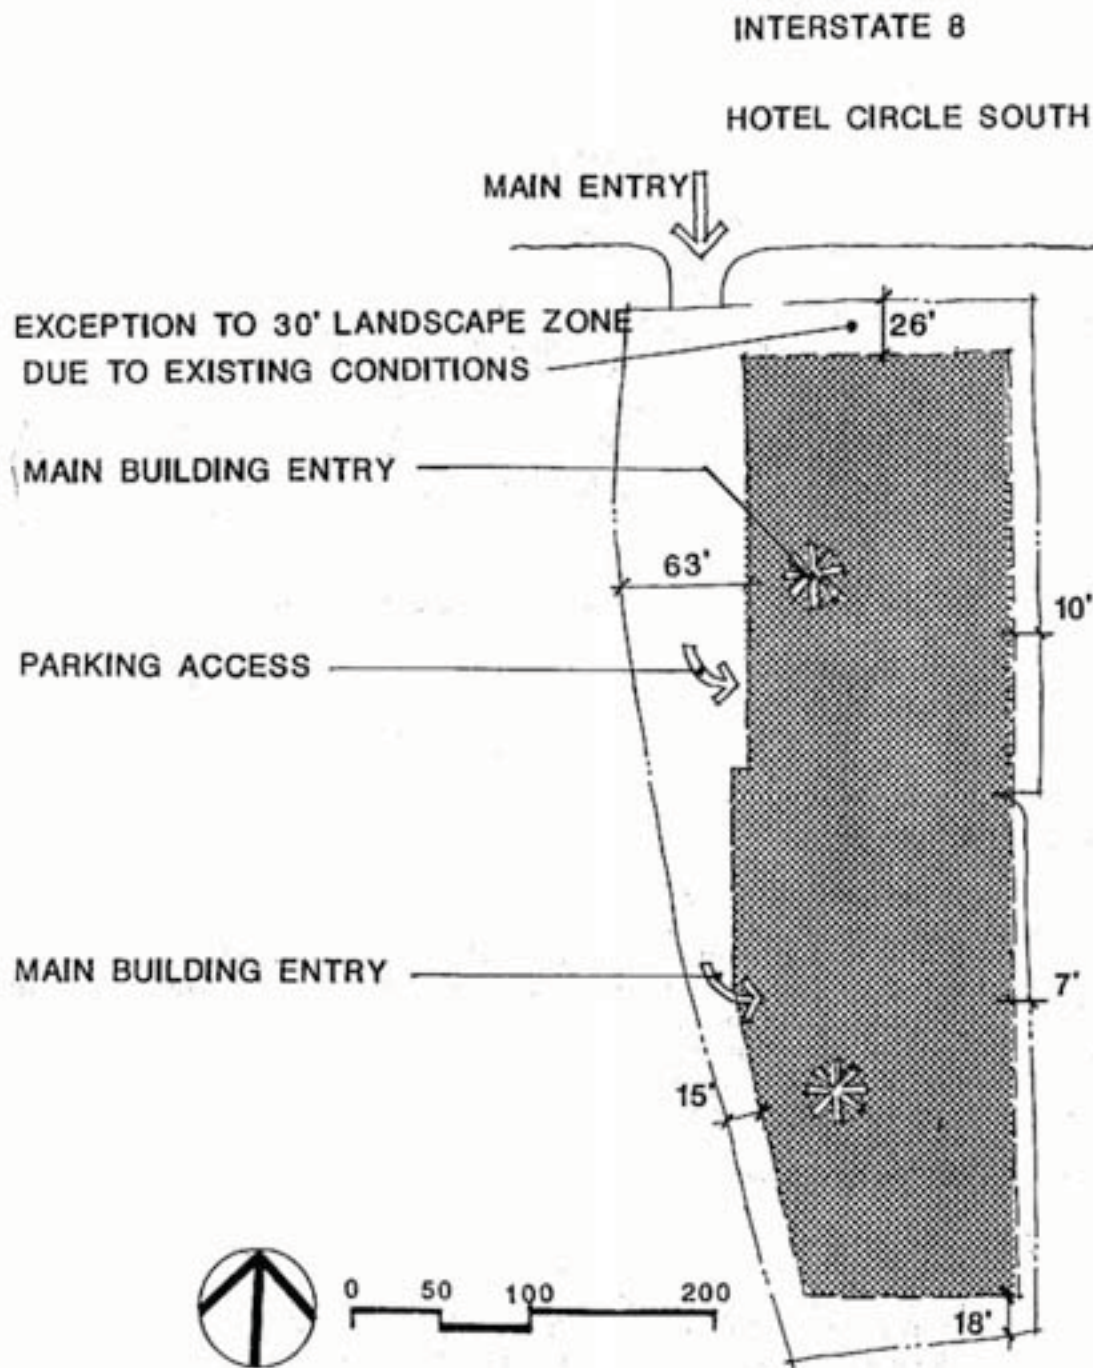 INTERSTATE 8
HOTEL CIRCLE SOUTH
MAIN ENTRY
EXCEPTION TO 30' LANDSCAPE ZONE
DUE TO EXISTING CONDITIONS
26'
MAIN BUILDING ENTRY
63'
10'
PARKING ACCESS
MAIN BUILDING ENTRY
7'
15'
0 50 100 200
18'